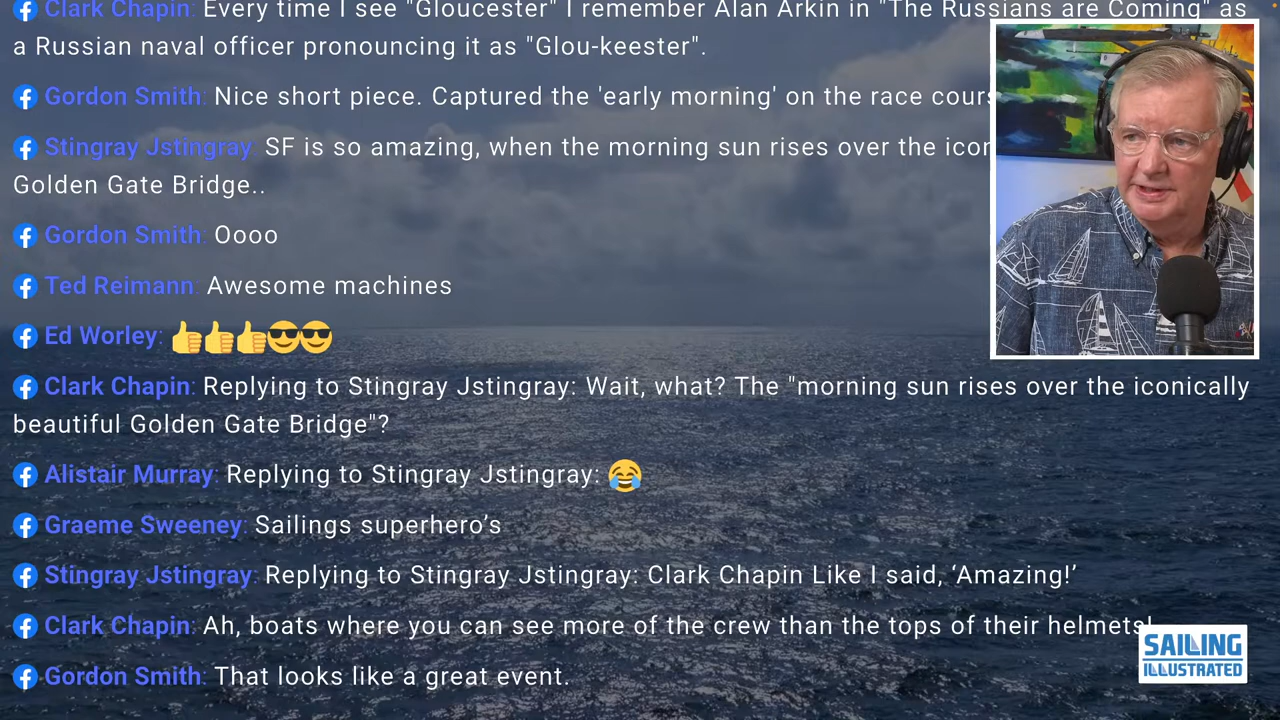 Clark Chapin: Every time I see "Gloucester" I remember Alan Arkin in "The Russians are Coming" as
a Russian naval officer pronouncing it as "Glou-keester".
Gordon Smith: Nice short piece. Captured the 'early morning' on the race
Stingray Jstingray: SF is so amazing, when the morning sun rises over the
Golden Gate Bridge..
Gordon Smith: Oooo
Ted Reimann: Awesome machines
Ed Worley: 👍👍👍😎😎
Clark Chapin: Replying to Stingray Jstingray: Wait, what? The "morning sun rises over the iconically
beautiful Golden Gate Bridge"?
Alistair Murray: Replying to Stingray Jstingray: 😂
Graeme Sweeney: Sailings superhero’s
Stingray Jstingray: Replying to Stingray Jstingray: Clark Chapin Like I said, ‘Amazing!’
Clark Chapin: Ah, boats where you can see more of the crew than the tops of their helmets!
Gordon Smith: That looks like a great event.
SAILING
ILLUSTRATED